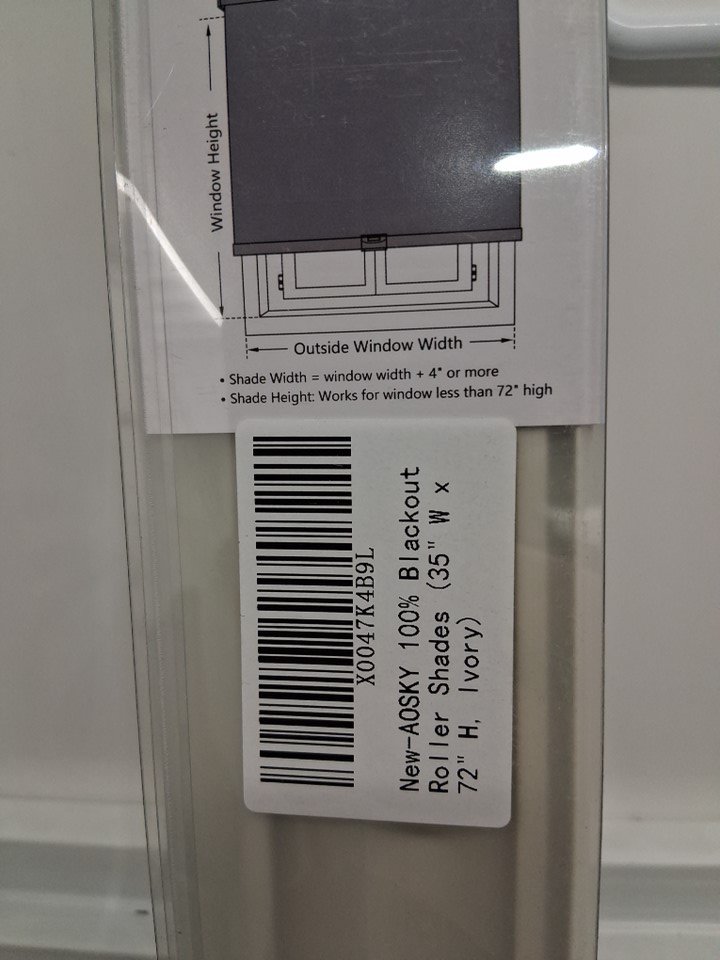 Window Height
Outside Window Width
• Shade Width = window width + 4" or more
• Shade Height: Works for window less than 72" high
X0047K4B9L
New-AOSKY 100% Blackout
Roller Shades (35" W x
72" H, Ivory)